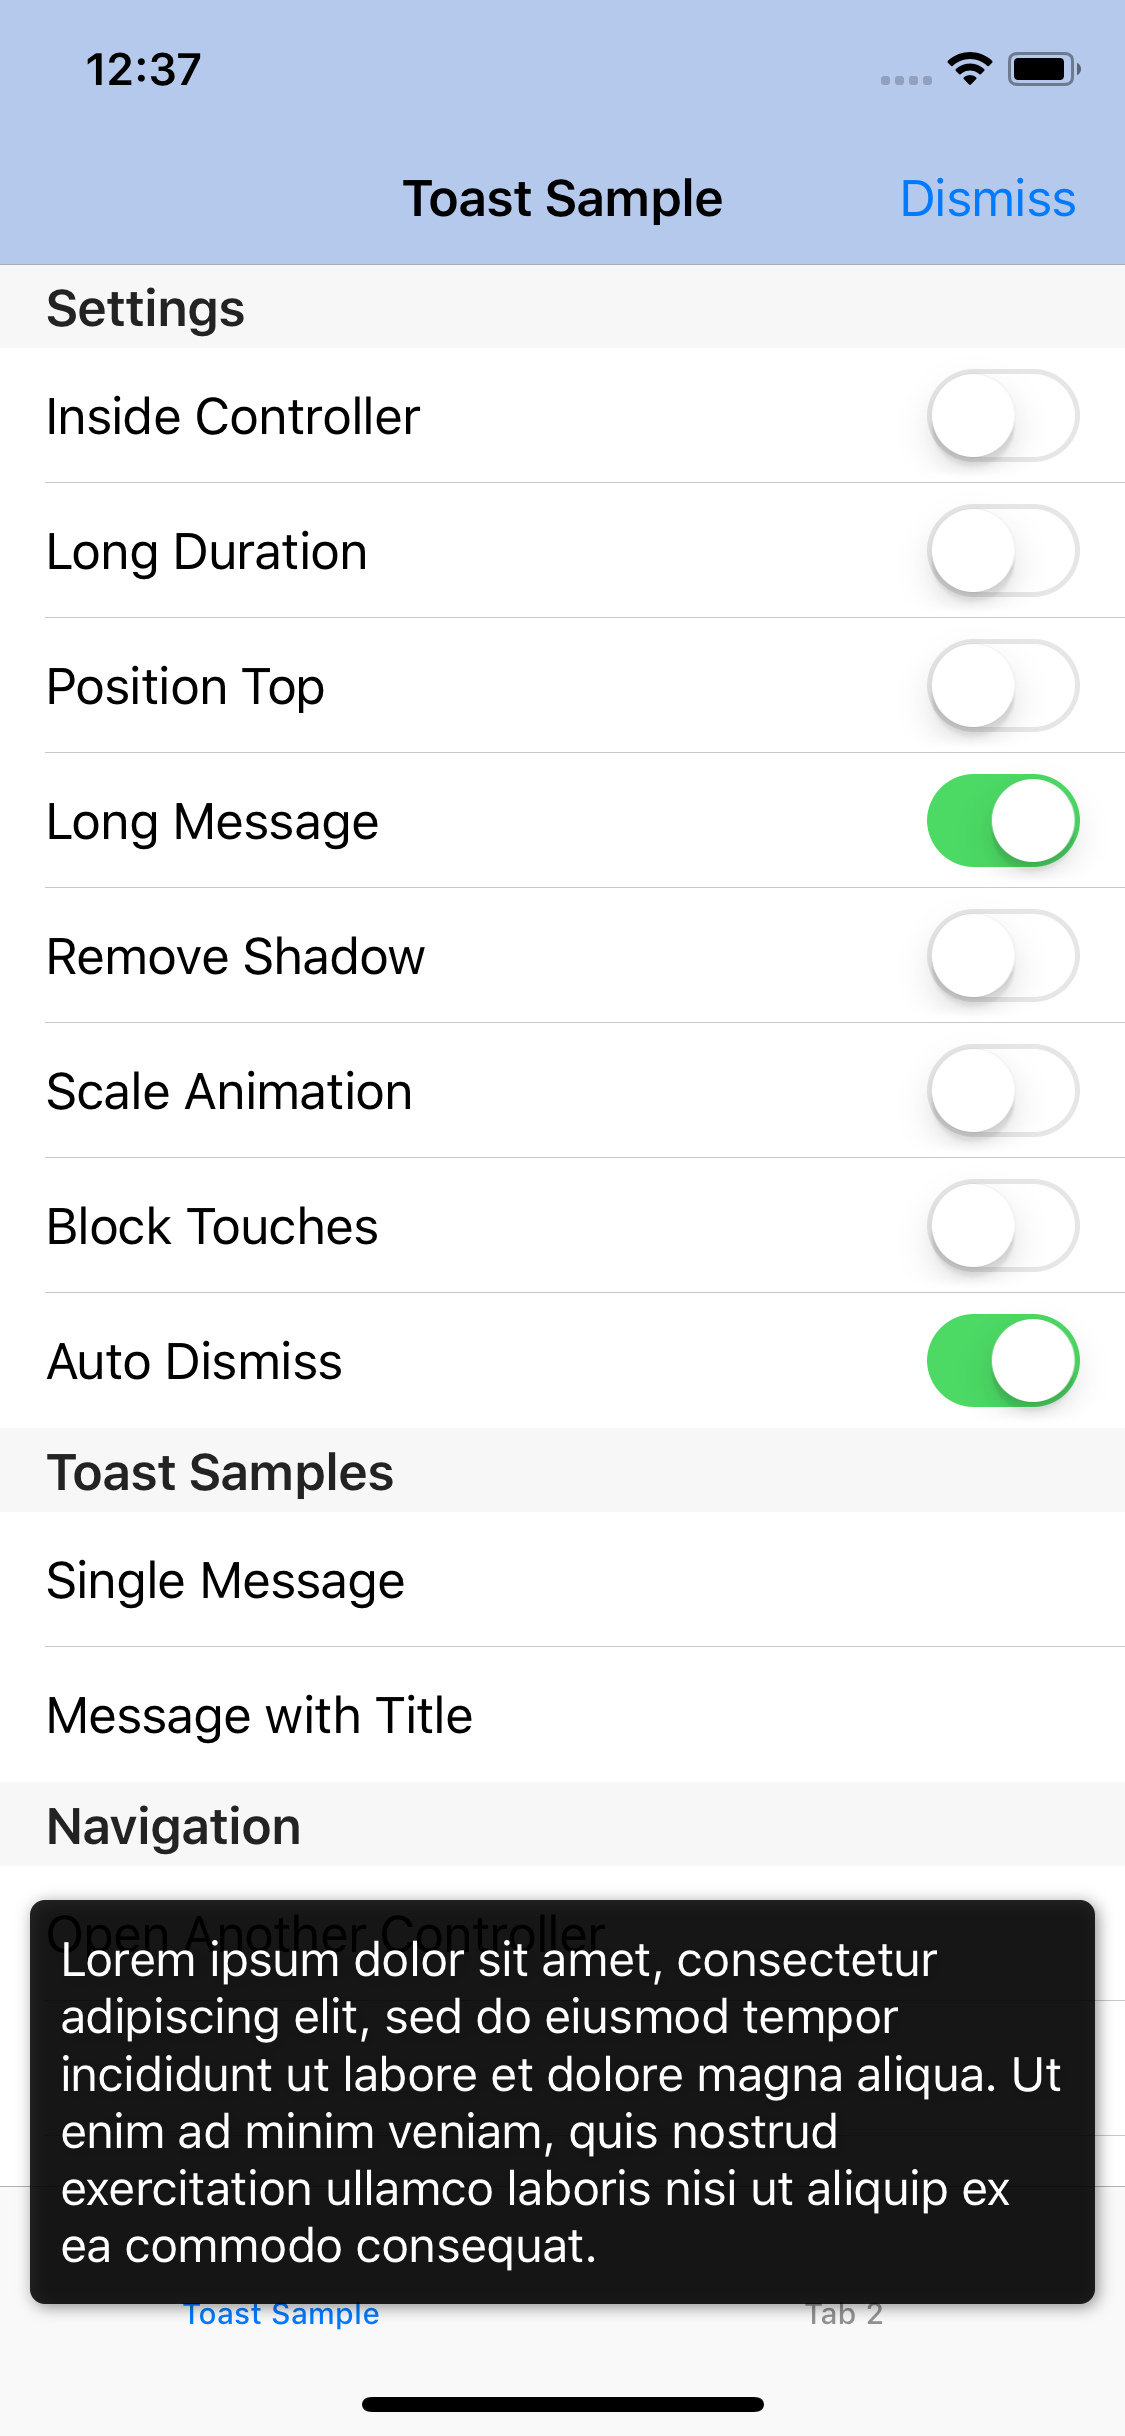 12:37
Toast Sample
Dismiss
Settings
Inside Controller
Long Duration
Position Top
Long Message
Remove Shadow
Scale Animation
Block Touches
Auto Dismiss
Toast Samples
Single Message
Message with Title
Navigation
Open Another Controller
Lorem ipsum dolor sit amet, consectetur
adipiscing elit, sed do eiusmod tempor
incididunt ut labore et dolore magna aliqua. Ut
enim ad minim veniam, quis nostrud
exercitation ullamco laboris nisi ut aliquip ex
ea commodo consequat.
Toast Sample
Tab 2